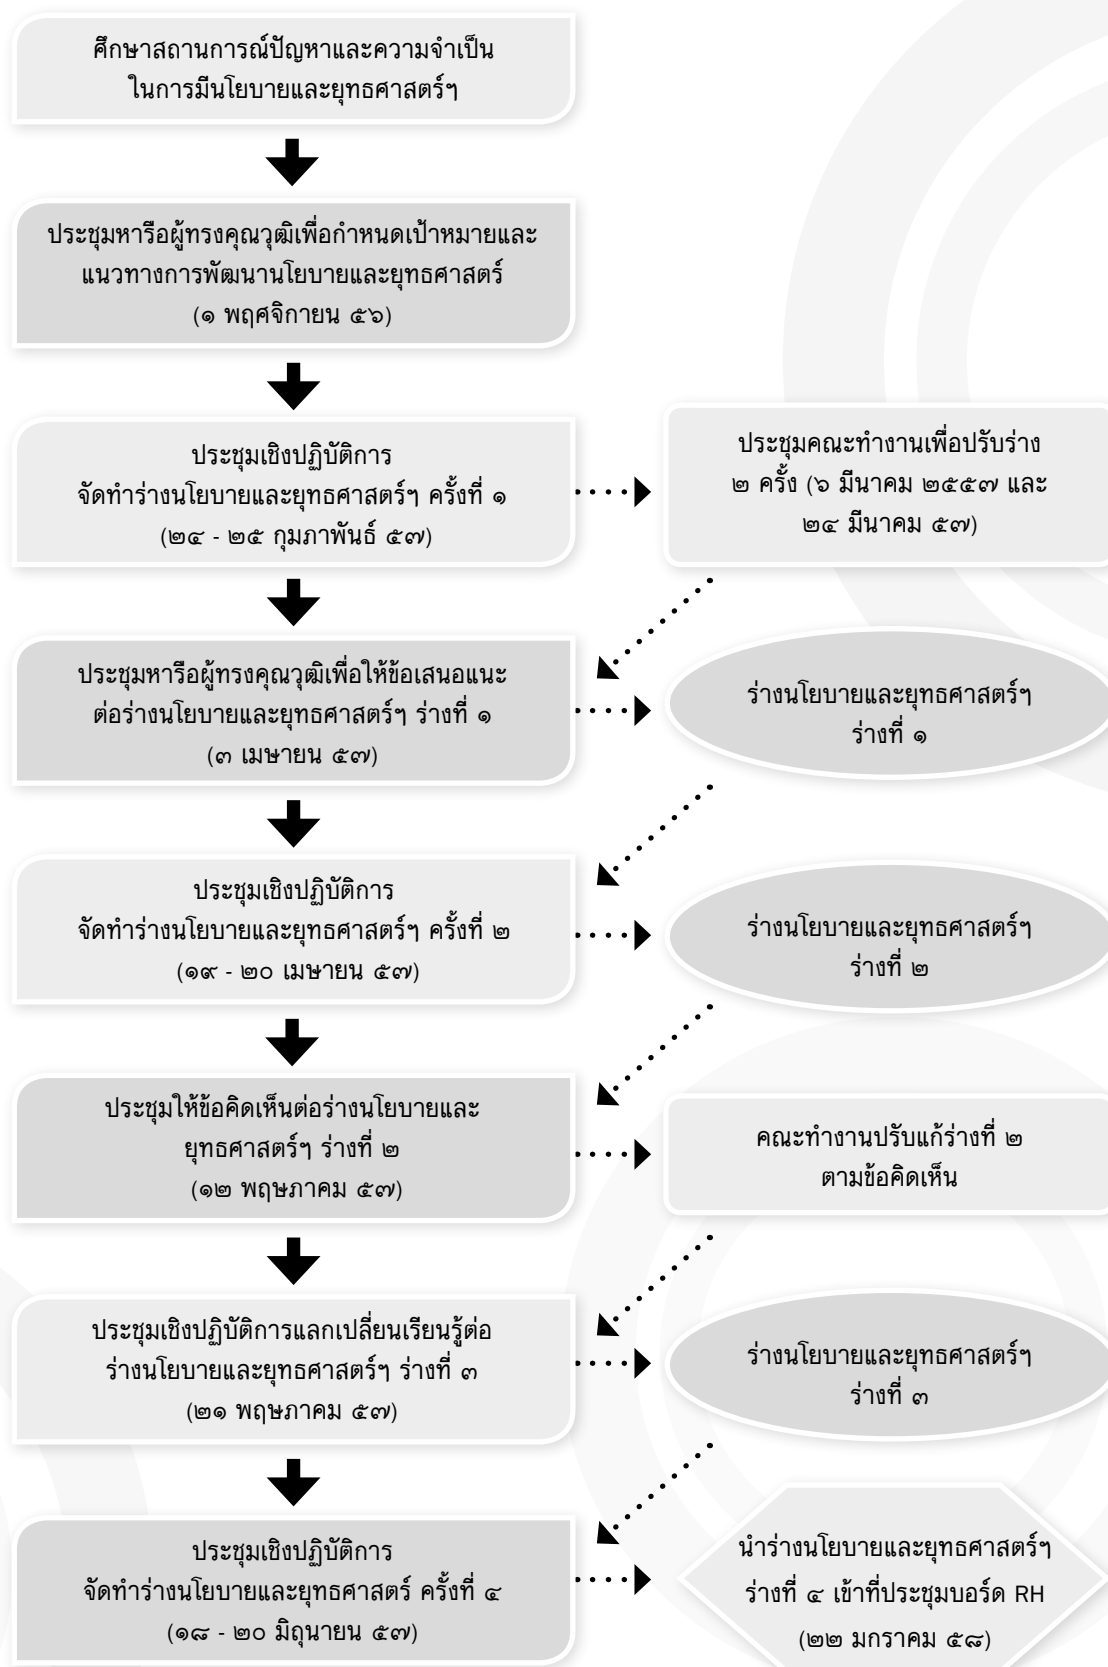 ศึกษาสถานการณ์ปัญหาและความจำเป็น
ในการมีนโยบายและยุทธศาสตร์ฯ
ประชุมหารือผู้ทรงคุณวุฒิเพื่อกำหนดเป้าหมายและ
แนวทางการพัฒนานโยบายและยุทธศาสตร์
(๑ พฤศจิกายน ๕๖)
ประชุมเชิงปฏิบัติการ
จัดทำร่างนโยบายและยุทธศาสตร์ฯ ครั้งที่ ๑
(๒๔ - ๒๕ กุมภาพันธ์ ๕๗)
ประชุมคณะทำงานเพื่อปรับร่าง
๒ ครั้ง (๖ มีนาคม ๒๕๕๗ และ
๒๔ มีนาคม ๕๗)
ประชุมหารือผู้ทรงคุณวุฒิเพื่อให้ข้อเสนอแนะ
ต่อร่างนโยบายและยุทธศาสตร์ฯ ร่างที่ ๑
(๓ เมษายน ๕๗)
ร่างนโยบายและยุทธศาสตร์ฯ
ร่างที่ ๑
ประชุมเชิงปฏิบัติการ
จัดทำร่างนโยบายและยุทธศาสตร์ฯ ครั้งที่ ๒
(๑๙ - ๒๐ เมษายน ๕๗)
ร่างนโยบายและยุทธศาสตร์ฯ
ร่างที่ ๒
ประชุมให้ข้อคิดเห็นต่อร่างนโยบายและ
ยุทธศาสตร์ฯ ร่างที่ ๒
(๑๒ พฤษภาคม ๕๗)
คณะทำงานปรับแก้ร่างที่ ๒
ตามข้อคิดเห็น
ประชุมเชิงปฏิบัติการแลกเปลี่ยนเรียนรู้ต่อ
ร่างนโยบายและยุทธศาสตร์ฯ ร่างที่ ๓
(๒๑ พฤษภาคม ๕๗)
ร่างนโยบายและยุทธศาสตร์ฯ
ร่างที่ ๓
ประชุมเชิงปฏิบัติการ
จัดทำร่างนโยบายและยุทธศาสตร์ ครั้งที่ ๔
(๑๘ - ๒๐ มิถุนายน ๕๗)
นำร่างนโยบายและยุทธศาสตร์ฯ
ร่างที่ ๔ เข้าที่ประชุมบอร์ด RH
(๒๒ มกราคม ๕๘)